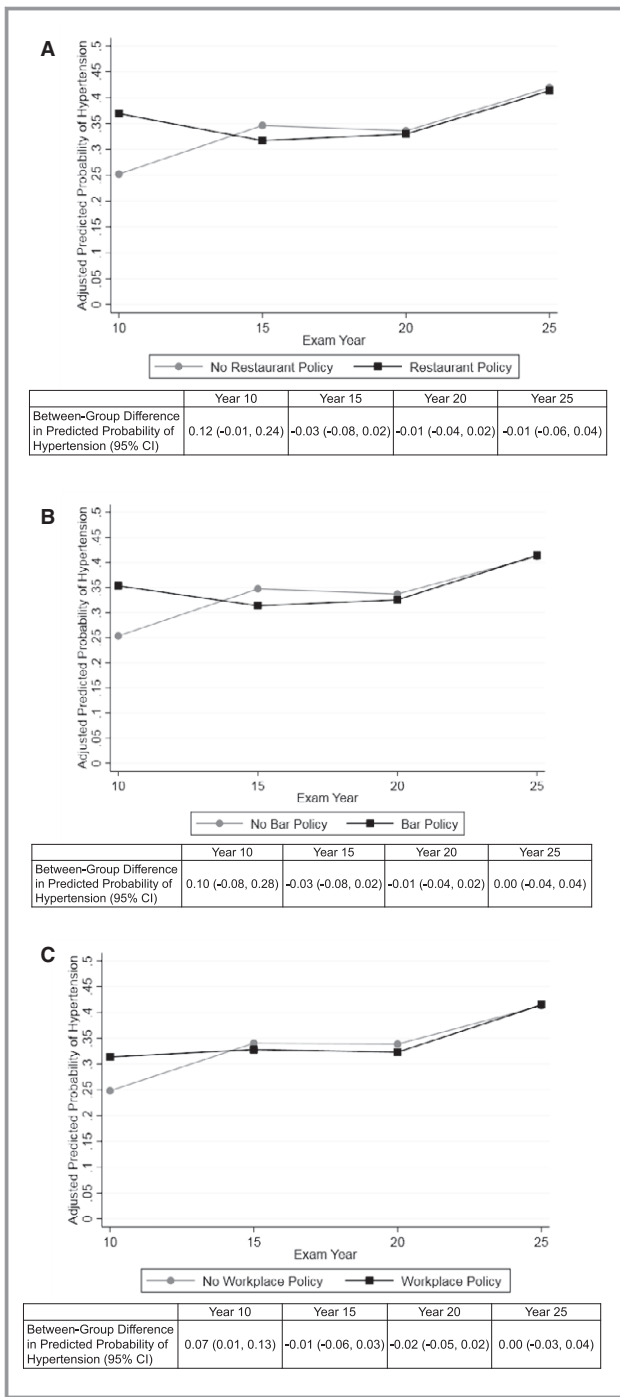 A
Adjusted Predicted Probability of Hypertension
.5
.45
.4
.35
.3
.25
.2
.15
.1
.05
0
10 15 20 25
Exam Year
No Restaurant Policy Restaurant Policy
Year 10 Year 15 Year 20 Year 25
Between-Group Difference
in Predicted Probability of
Hypertension (95% CI)
0.12 (-0.01, 0.24) -0.03 (-0.08, 0.02) -0.01 (-0.04, 0.02) -0.01 (-0.06, 0.04)
B
Adjusted Predicted Probability of Hypertension
.5
.45
.4
.35
.3
.25
.2
.15
.1
.05
0
10 15 20 25
Exam Year
No Bar Policy Bar Policy
Year 10 Year 15 Year 20 Year 25
Between-Group Difference
in Predicted Probability of
Hypertension (95% CI)
0.10 (-0.08, 0.28) -0.03 (-0.08, 0.02) -0.01 (-0.04, 0.02) 0.00 (-0.04, 0.04)
C
Adjusted Predicted Probability of Hypertension
.5
.45
.4
.35
.3
.25
.2
.15
.1
.05
0
10 15 20 25
Exam Year
No Workplace Policy Workplace Policy
Year 10 Year 15 Year 20 Year 25
Between-Group Difference
in Predicted Probability of
Hypertension (95% CI)
0.07 (0.01, 0.13) -0.01 (-0.06, 0.03) -0.02 (-0.05, 0.02) 0.00 (-0.03, 0.04)